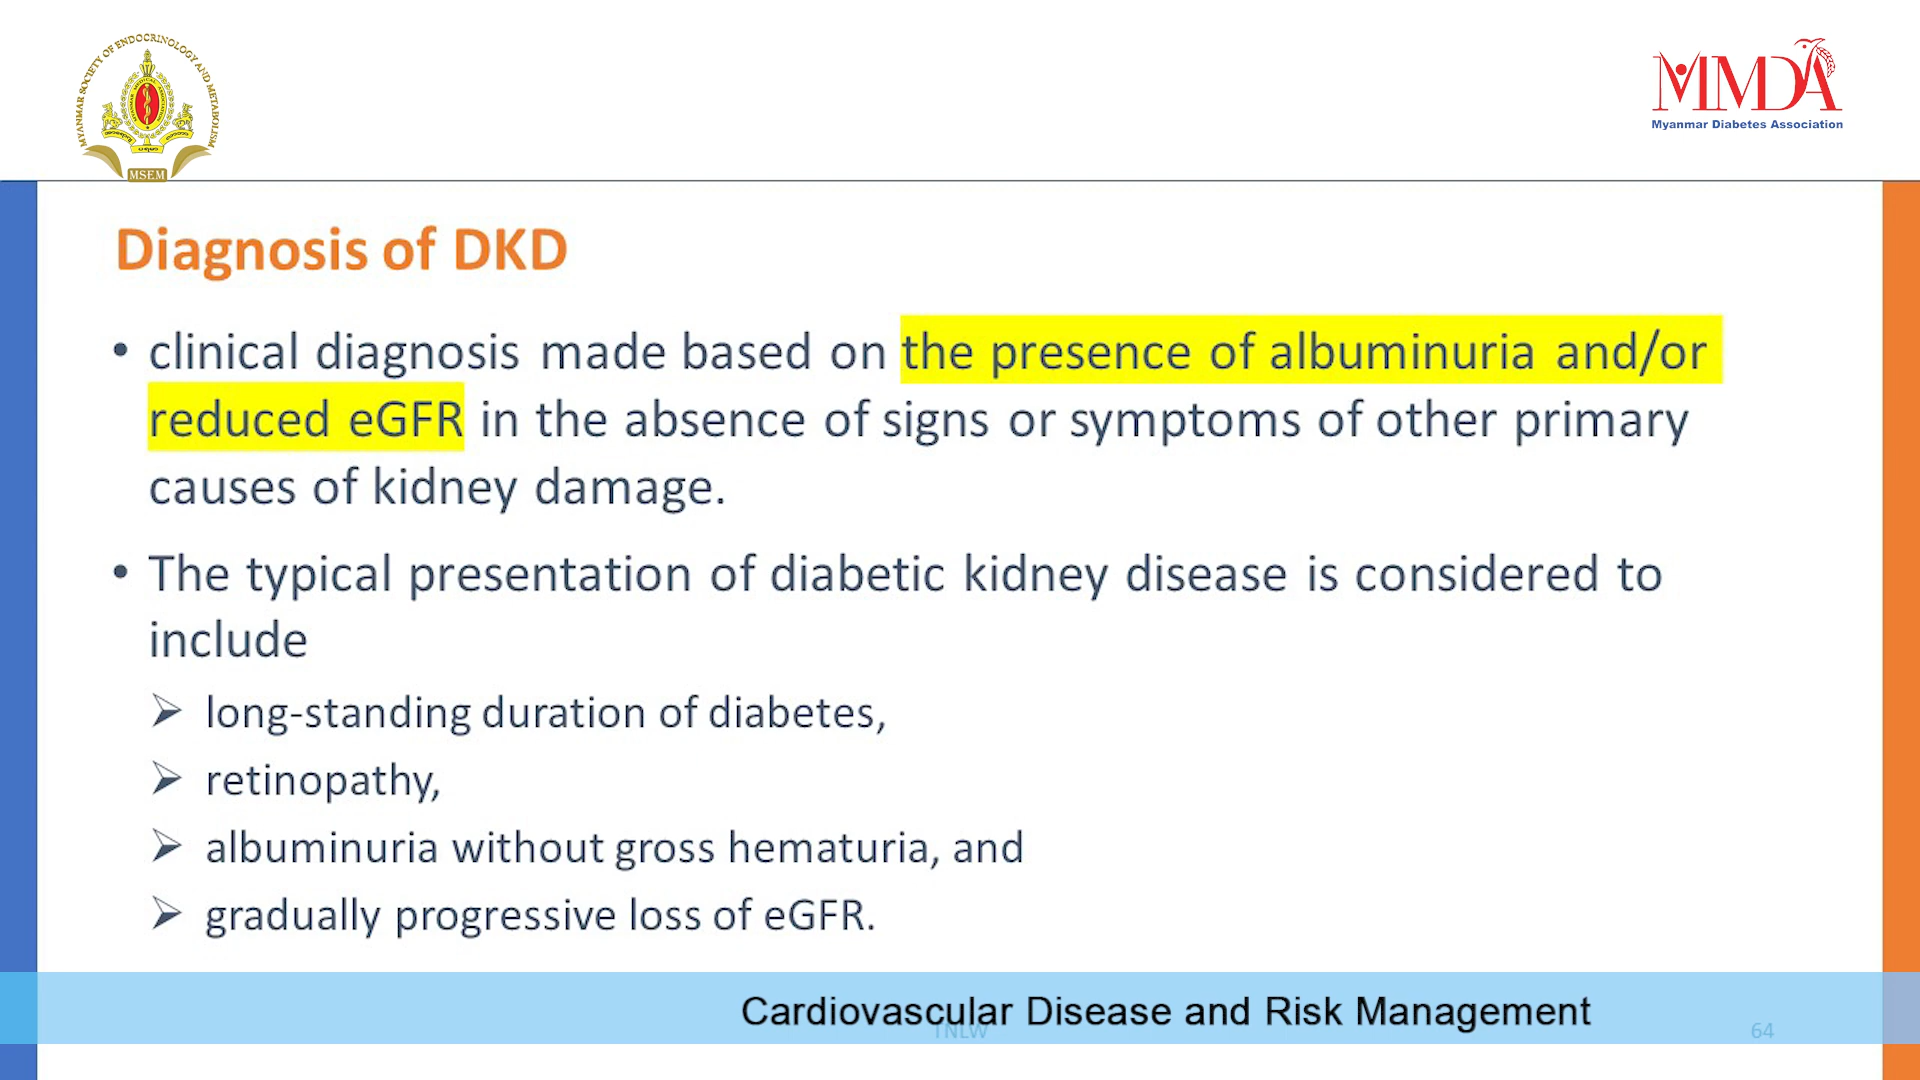 MYANMAR SOCIETY OF ENDOCRINOLOGY AND METABOLISM
MSEM
MMDA
Myanmar Diabetes Association
Diagnosis of DKD
• clinical diagnosis made based on the presence of albuminuria and/or
reduced eGFR in the absence of signs or symptoms of other primary
causes of kidney damage.
• The typical presentation of diabetic kidney disease is considered to
include
➢ long-standing duration of diabetes,
➢ retinopathy,
➢ albuminuria without gross hematuria, and
➢ gradually progressive loss of eGFR.
Cardiovascular Disease and Risk Management
TNLW
64